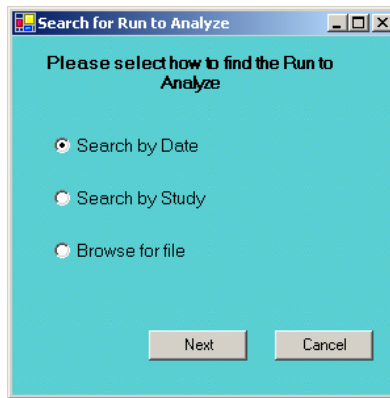 Search for Run to Analyze
Please select how to find the Run to
Analyze
Search by Date
Search by Study
Browse for file
Next
Cancel